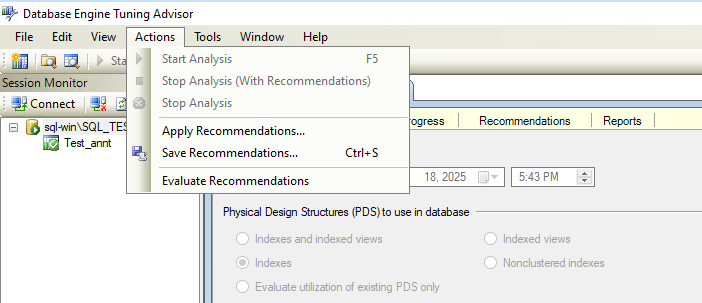 Database Engine Tuning Advisor
File Edit View Actions Tools Window Help
Sta
Start Analysis F5
Stop Analysis (With Recommendations)
Stop Analysis
Apply Recommendations...
Save Recommendations... Ctrl+S
Evaluate Recommendations
Session Monitor
Connect
sql-win\SQL_TES
Test_annt
ogress Recommendations Reports
18, 2025 5:43 PM
Physical Design Structures (PDS) to use in database
Indexes and indexed views Indexed views
Indexes Nonclustered indexes
Evaluate utilization of existing PDS only